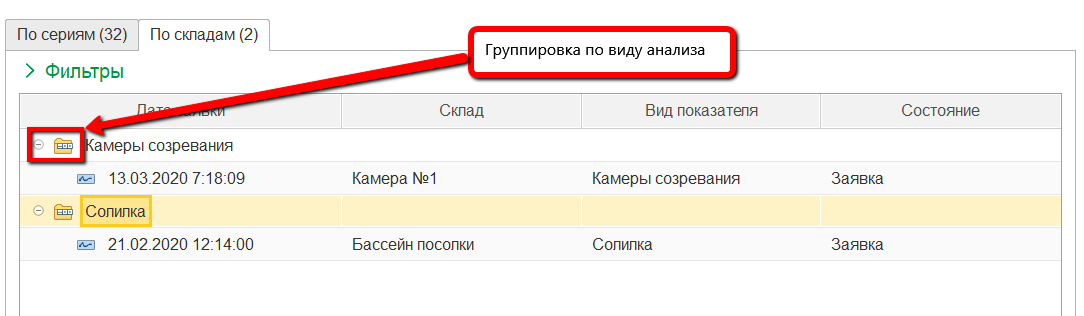 По сериям (32) По складам (2)
Группировка по виду анализа
Фильтры
Склад Вид показателя Состояние
Камеры созревания
13.03.2020 7:18:09 Камера №1 Камеры созревания Заявка
Солилка
21.02.2020 12:14:00 Бассейн посолки Солилка Заявка